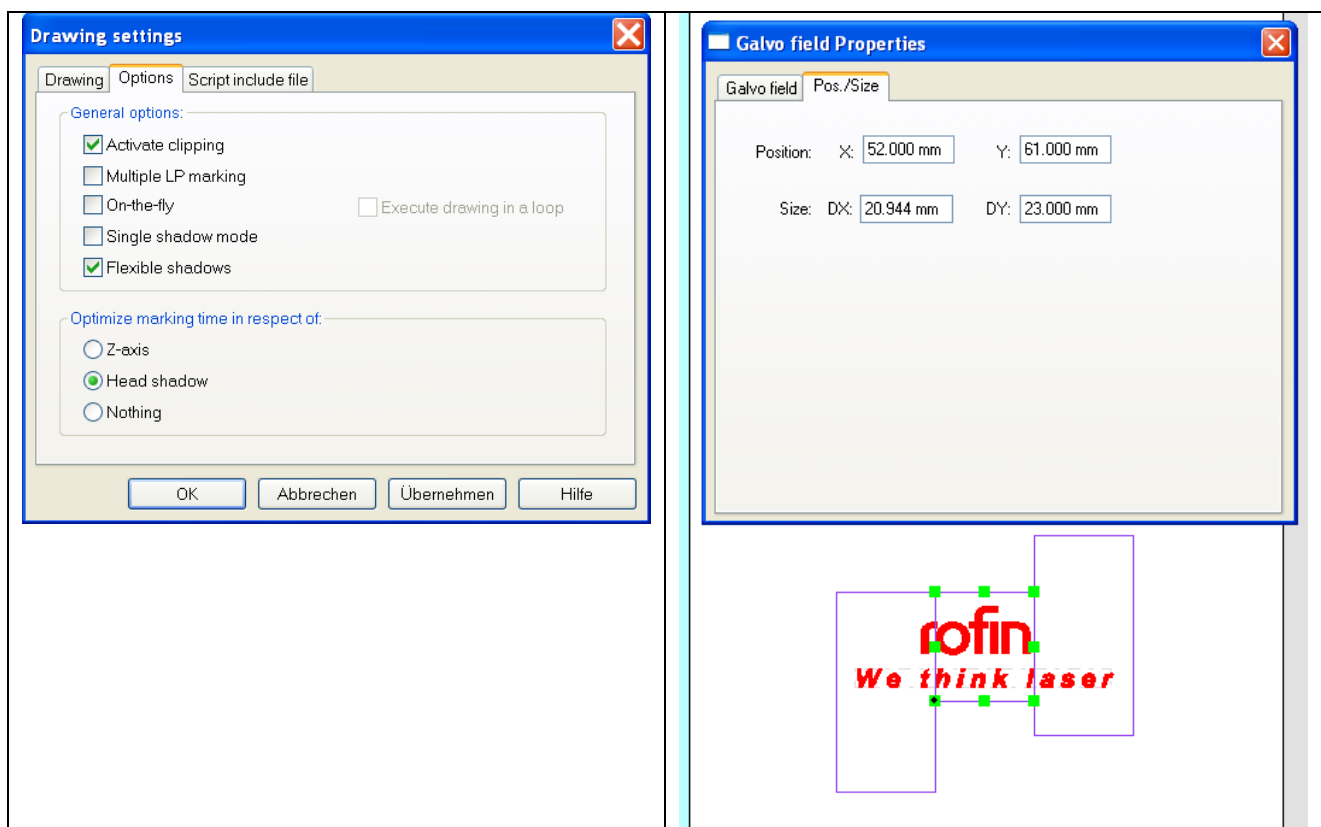 Drawing settings
Drawing Options Script include file
General options:
Activate clipping
Multiple LP marking
On-the-fly
Execute drawing in a loop
Single shadow mode
Flexible shadows
Optimize marking time in respect of:
Z-axis
Head shadow
Nothing
OK Abbrechen Übernehmen Hilfe
Galvo field Properties
Galvo field Pos./Size
Position: X: 52.000 mm Y: 61.000 mm
Size: DX: 20.944 mm DY: 23.000 mm
rofin
We think laser